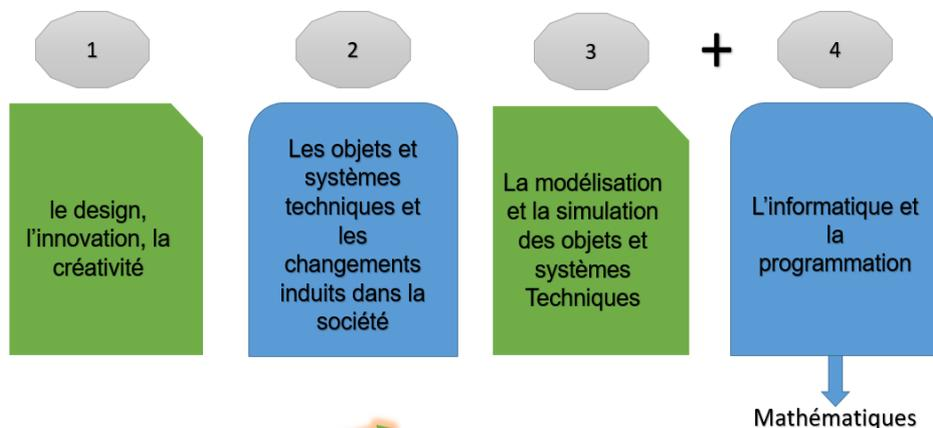 1
2
3
+
4
le design,
l'innovation, la
créativité
Les objets et
systèmes
techniques et
les
changements
induits dans la
société
La modélisation
et la simulation
des objets et
systèmes
Techniques
L'informatique et
la
programmation
Mathématiques